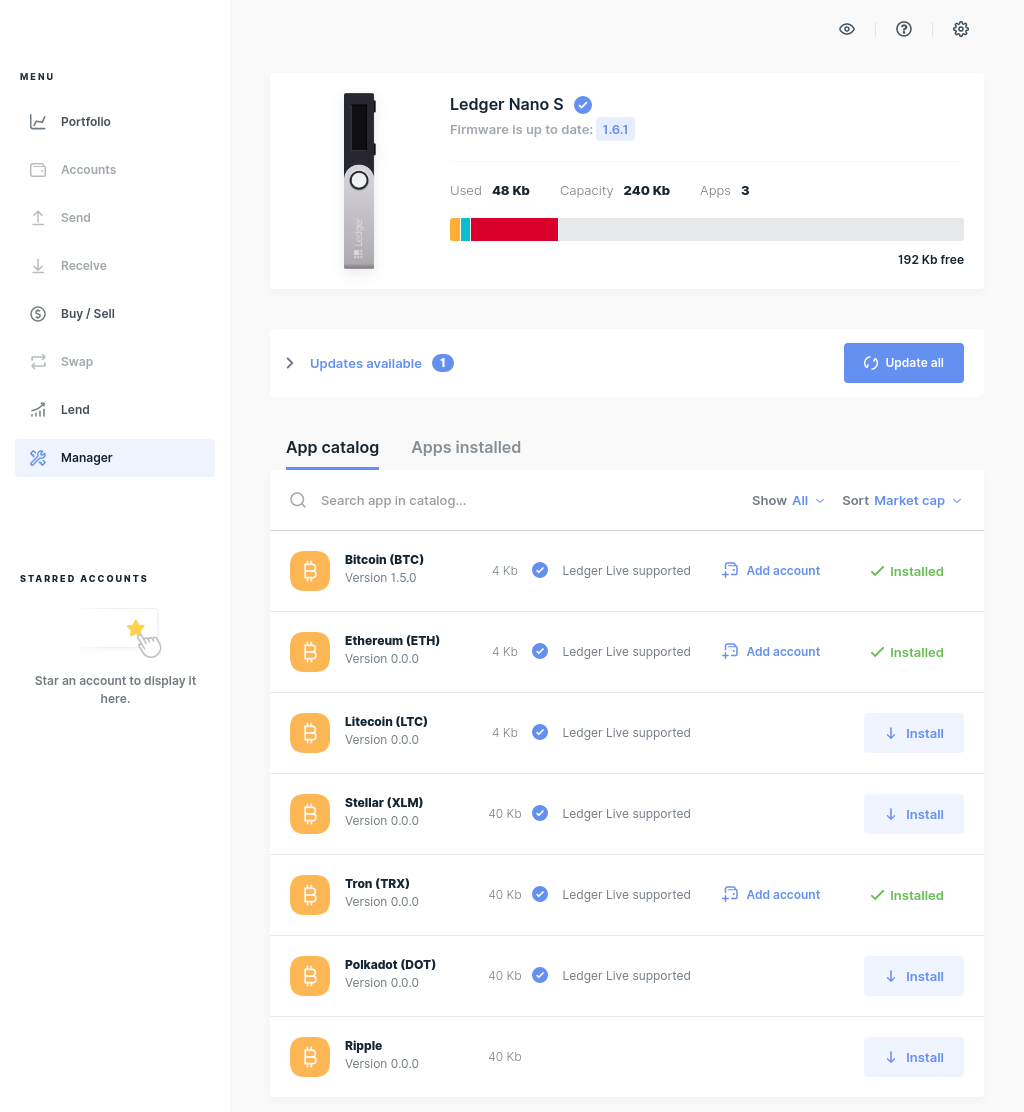 MENU
Portfolio
Accounts
Send
Receive
Buy / Sell
Swap
Lend
Manager
STARRED ACCOUNTS
Star an account to display it
here.
Ledger
Ledger Nano S
Firmware is up to date: 1.6.1
Used 48 Kb Capacity 240 Kb Apps 3
192 Kb free
Updates available 1 Update all
App catalog Apps installed
Search app in catalog... Show All Sort Market cap
Bitcoin (BTC)
Version 1.5.0
4 Kb Ledger Live supported Add account Installed
Ethereum (ETH)
Version 0.0.0
4 Kb Ledger Live supported Add account Installed
Litecoin (LTC)
Version 0.0.0
4 Kb Ledger Live supported Install
Stellar (XLM)
Version 0.0.0
40 Kb Ledger Live supported Install
Tron (TRX)
Version 0.0.0
40 Kb Ledger Live supported Add account Installed
Polkadot (DOT)
Version 0.0.0
40 Kb Ledger Live supported Install
Ripple
Version 0.0.0
40 Kb Install